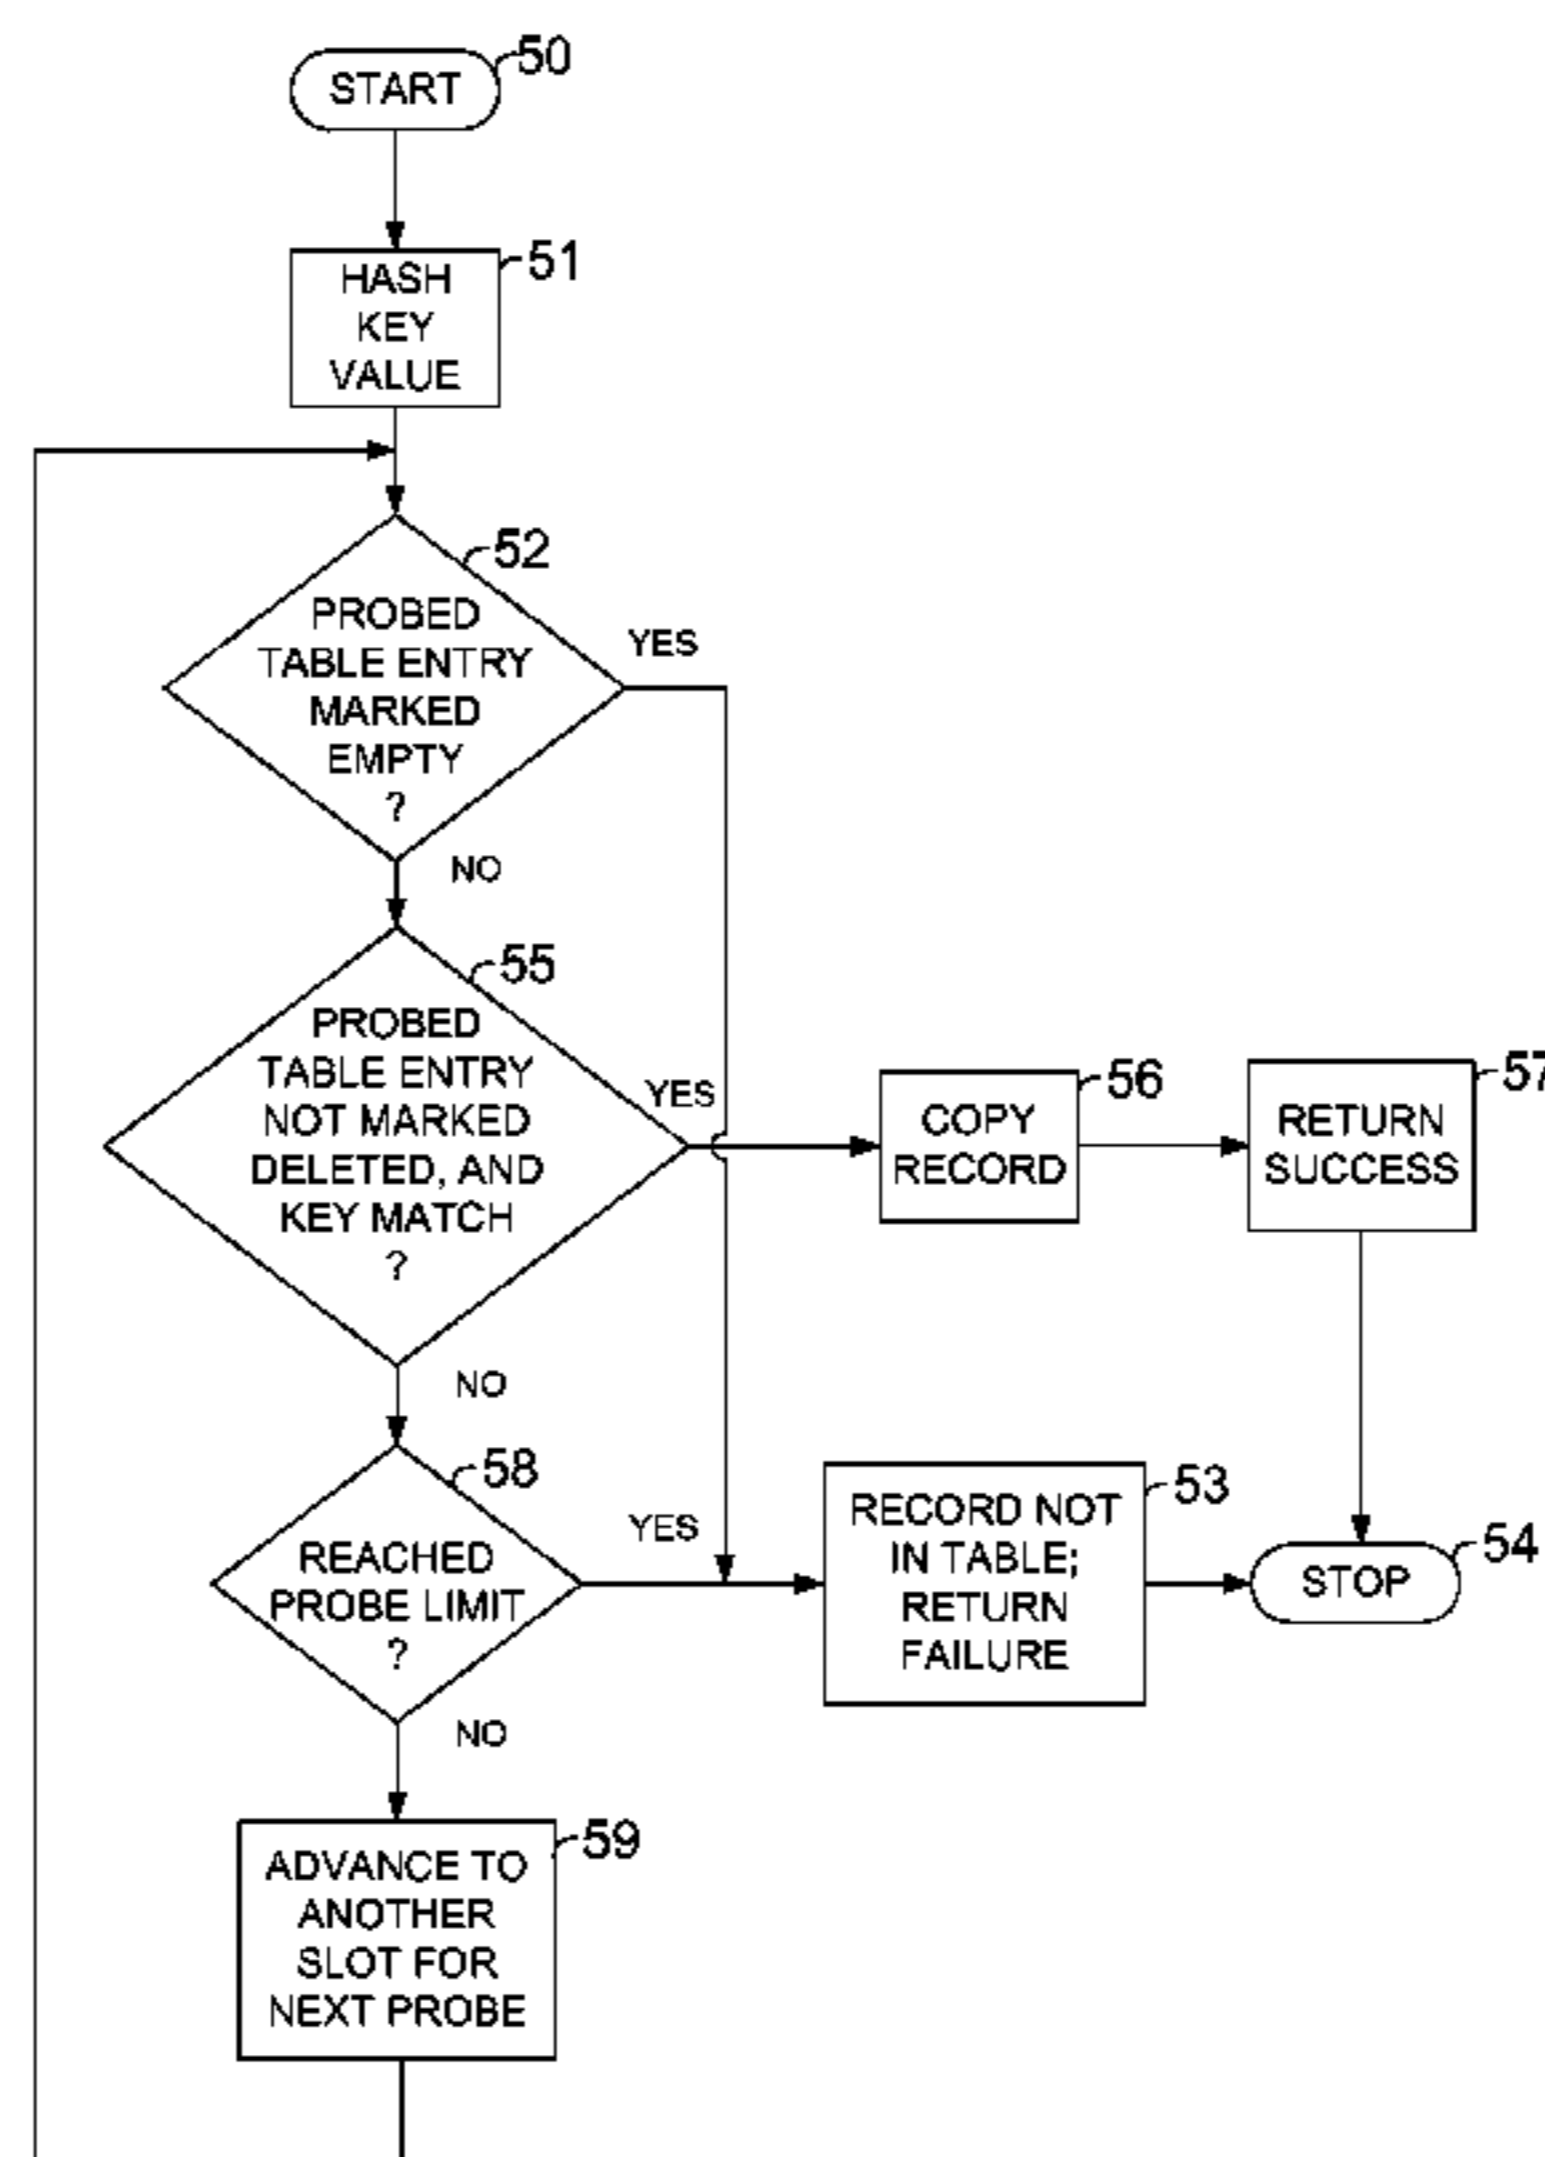 START
50
HASH
KEY
VALUE
51
PROBED
TABLE ENTRY
MARKED
EMPTY
?
52
YES
NO
PROBED
TABLE ENTRY
NOT MARKED
DELETED, AND
KEY MATCH
?
55
YES
COPY
RECORD
56
RETURN
SUCCESS
57
NO
REACHED
PROBE LIMIT
?
58
YES
RECORD NOT
IN TABLE;
RETURN
FAILURE
53
STOP
54
NO
ADVANCE TO
ANOTHER
SLOT FOR
NEXT PROBE
59